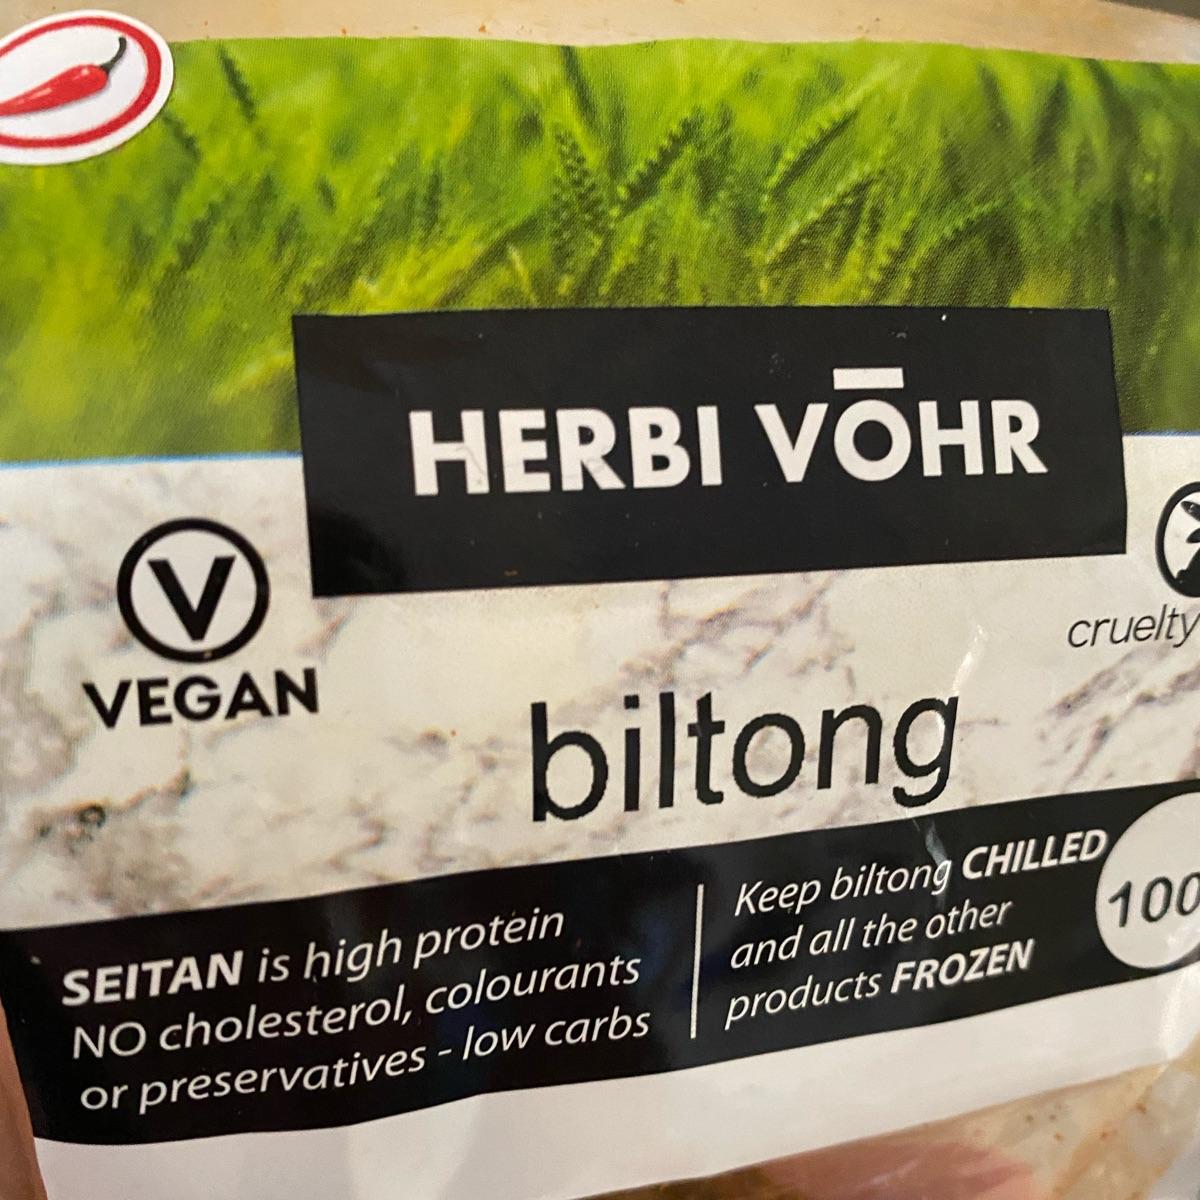 HERBI VŌHR
V
VEGAN
cruelty
biltong
SEITAN is high protein
NO cholesterol, colourants
or preservatives - low carbs
Keep biltong CHILLED
and all the other
products FROZEN
100